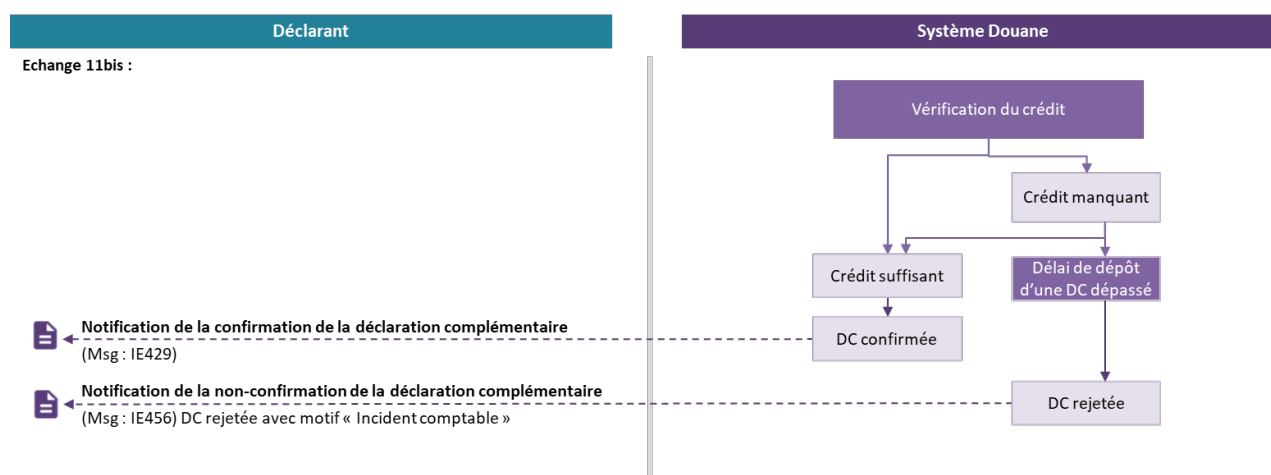 Déclarant
Système Douane
Echange 11bis :
Vérification du crédit
Crédit manquant
Crédit suffisant
Délai de dépôt
d'une DC dépassé
Notification de la confirmation de la déclaration complémentaire
(Msg : IE429)
DC confirmée
Notification de la non-confirmation de la déclaration complémentaire
(Msg : IE456) DC rejetée avec motif « Incident comptable »
DC rejetée